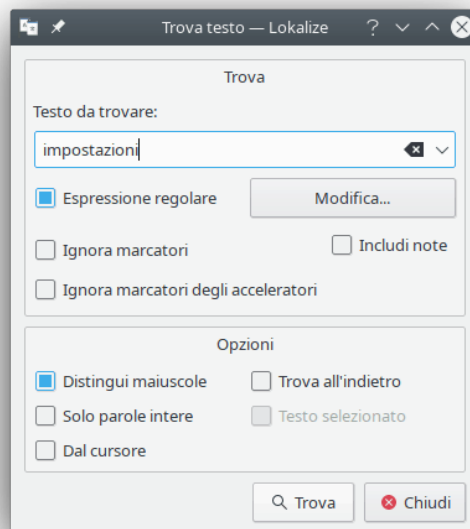 Trova testo — Lokalize
Trova
Testo da trovare:
impostazioni
Espressione regolare
Modifica...
Ignora marcatori
Includi note
Ignora marcatori degli acceleratori
Opzioni
Distingui maiuscole
Trova all'indietro
Solo parole intere
Testo selezionato
Dal cursore
Trova
Chiudi